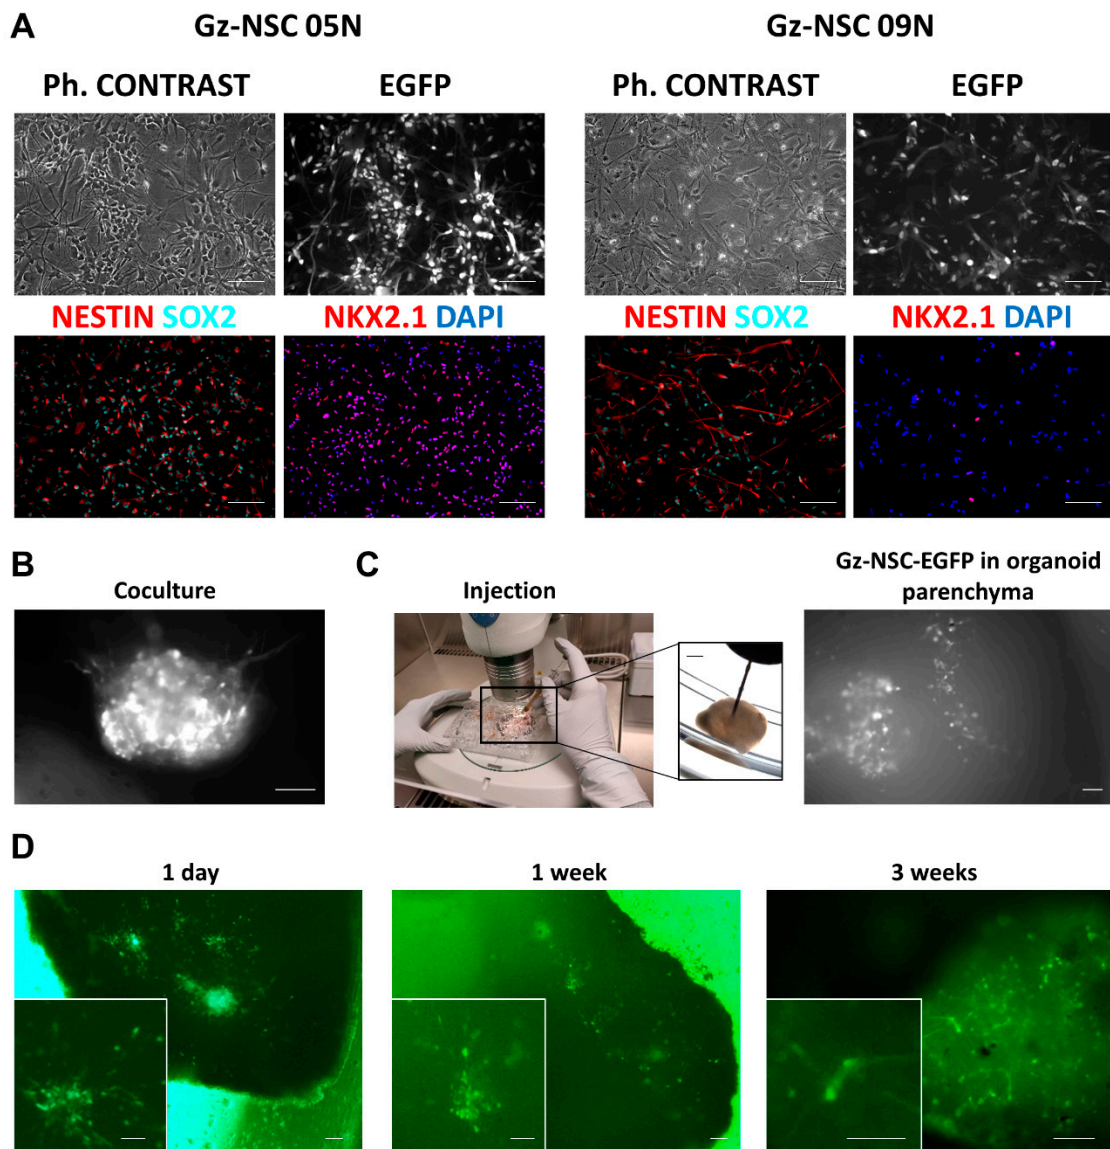 A
Gz-NSC 05N
Gz-NSC 09N
Ph. CONTRAST
EGFP
Ph. CONTRAST
EGFP
NESTIN SOX2
NKX2.1 DAPI
NESTIN SOX2
NKX2.1 DAPI
B
Coculture
C
Injection
Gz-NSC-EGFP in organoid
parenchyma
D
1 day
1 week
3 weeks